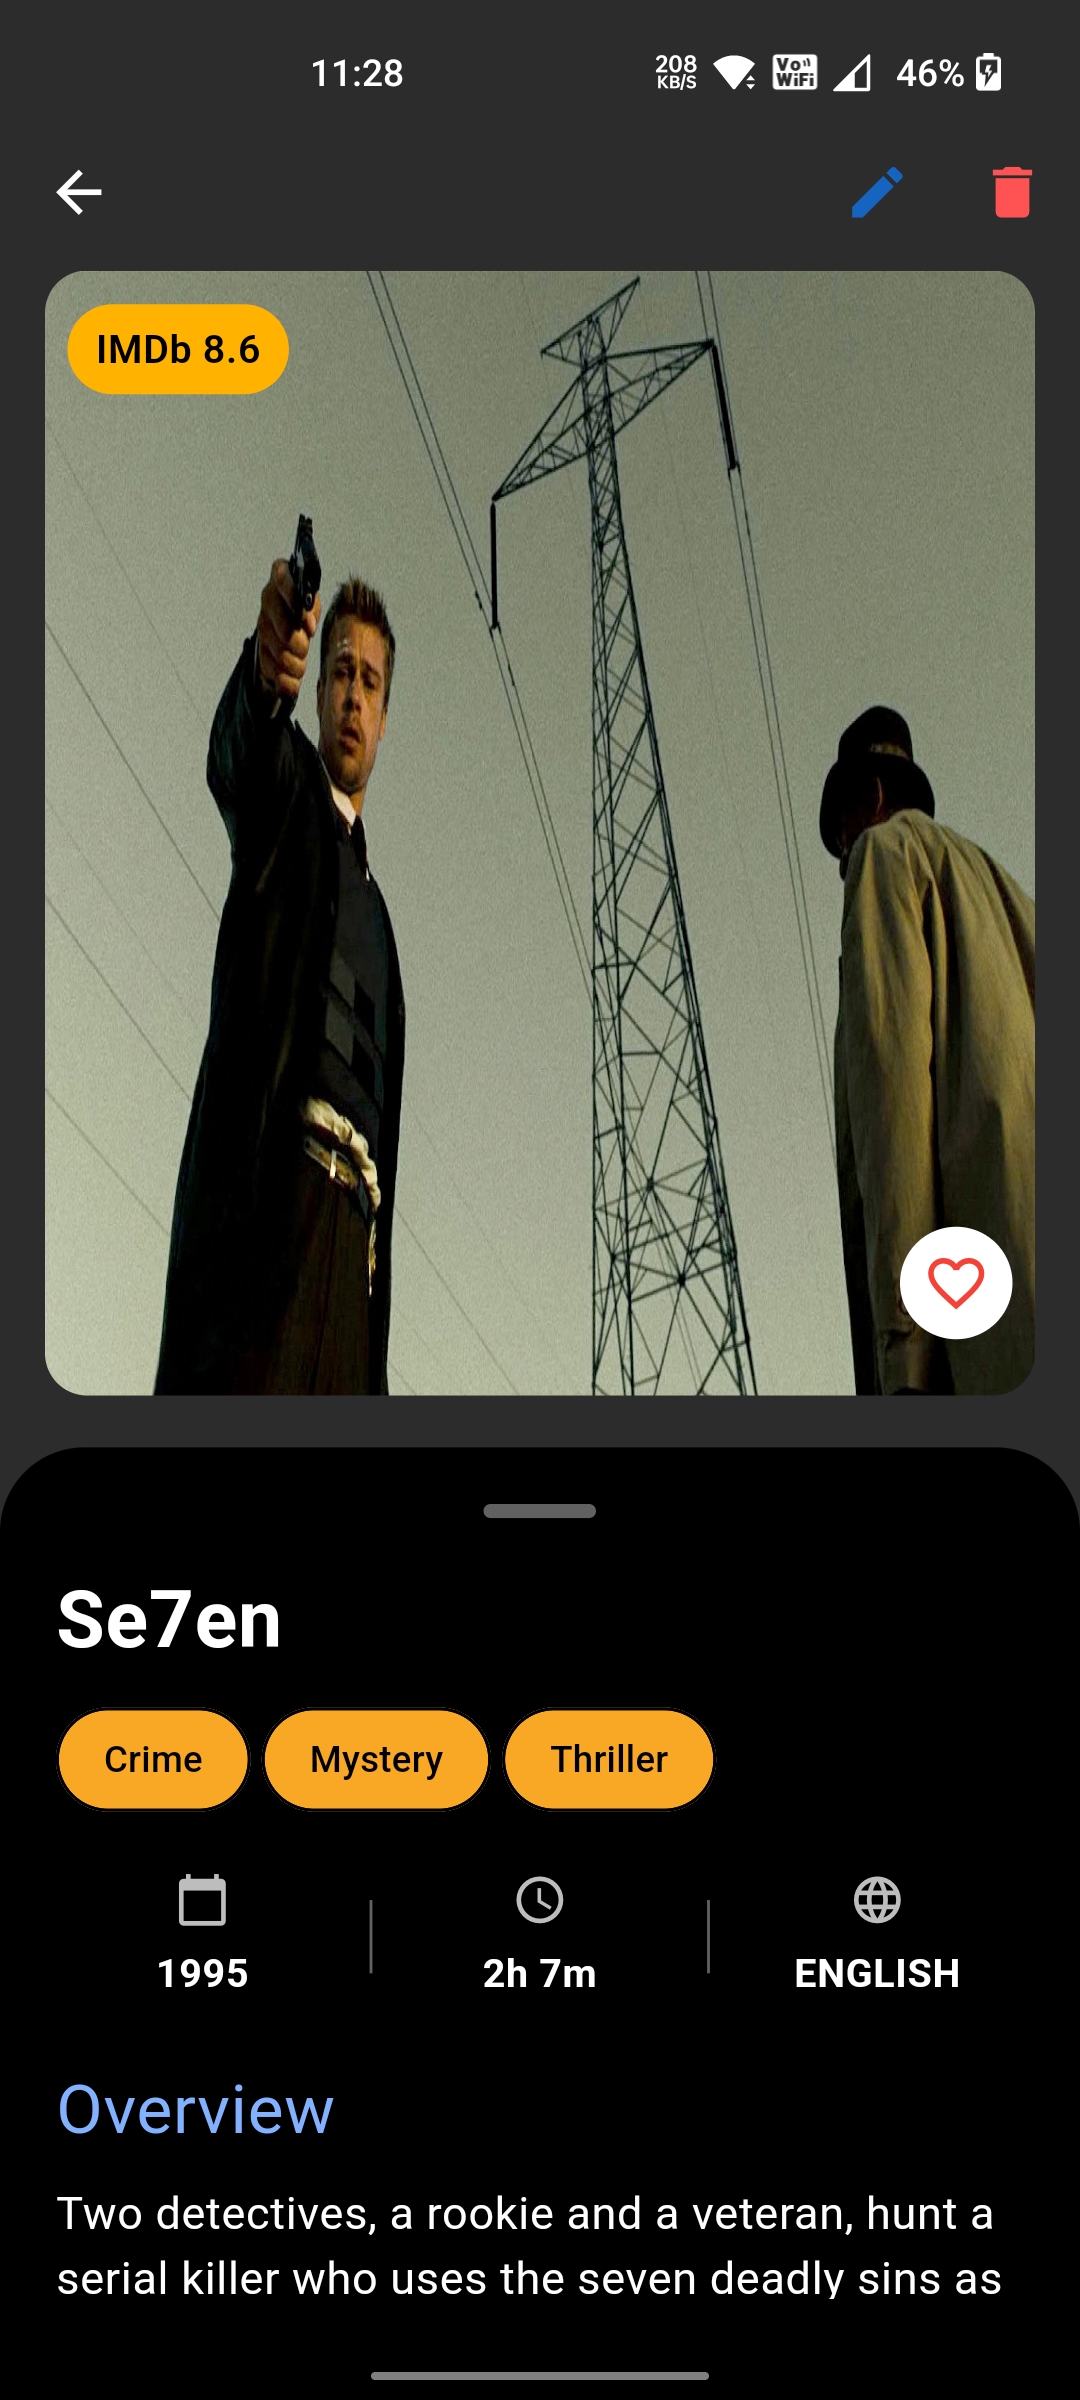 11:28
208
KB/S
Vo
WiFi
46%
IMDb 8.6
Se7en
Crime
Mystery
Thriller
1995
2h 7m
ENGLISH
Overview
Two detectives, a rookie and a veteran, hunt a
serial killer who uses the seven deadly sins as